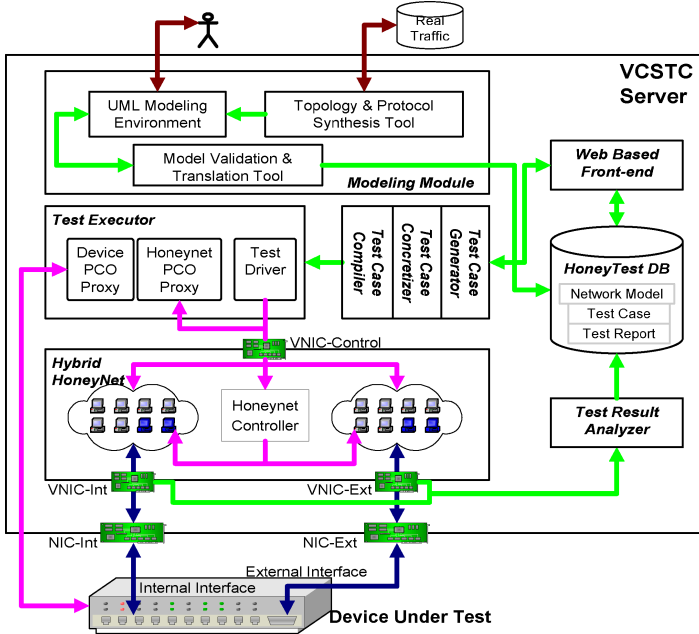 Real
Traffic
VCSTC
Server
UML Modeling
Environment
Topology & Protocol
Synthesis Tool
Model Validation &
Translation Tool
Modeling Module
Web Based
Front-end
Test Executor
Device
PCO
Proxy
Honeynet
PCO
Proxy
Test
Driver
Test Case
Compiler
Test Case
Concretizer
Test Case
Generator
HoneyTest DB
Network Model
Test Case
Test Report
VNIC-Control
Hybrid
HoneyNet
Honeynet
Controller
Test Result
Analyzer
VNIC-Int
VNIC-Ext
NIC-Int
NIC-Ext
External Interface
Internal Interface
Device Under Test